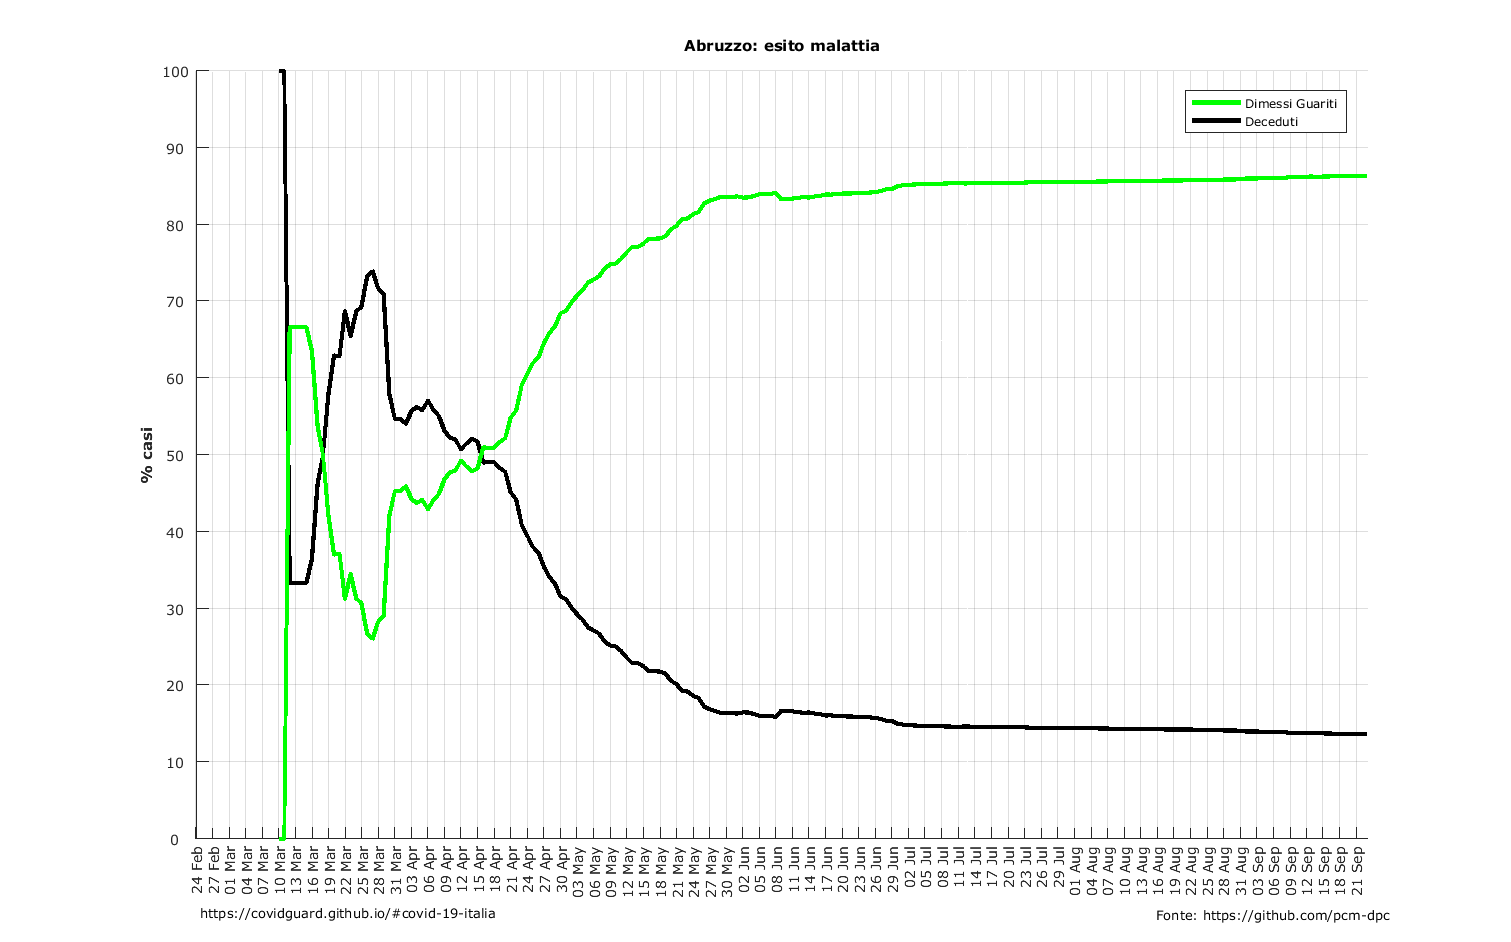 Abruzzo: esito malattia
100
90
80
70
60
50
40
30
20
10
0
% casi
Dimessi Guariti
Deceduti
24 Feb
27 Feb
01 Mar
04 Mar
07 Mar
10 Mar
13 Mar
16 Mar
19 Mar
22 Mar
25 Mar
28 Mar
31 Mar
03 Apr
06 Apr
09 Apr
12 Apr
15 Apr
18 Apr
21 Apr
24 Apr
27 Apr
30 Apr
03 May
06 May
09 May
12 May
15 May
18 May
21 May
24 May
27 May
30 May
02 Jun
05 Jun
08 Jun
11 Jun
14 Jun
17 Jun
20 Jun
23 Jun
26 Jun
29 Jun
02 Jul
05 Jul
08 Jul
11 Jul
14 Jul
17 Jul
20 Jul
23 Jul
26 Jul
29 Jul
01 Aug
04 Aug
07 Aug
10 Aug
13 Aug
16 Aug
19 Aug
22 Aug
25 Aug
28 Aug
31 Aug
03 Sep
06 Sep
09 Sep
12 Sep
15 Sep
18 Sep
21 Sep
https://covidguard.github.io/#covid-19-italia
Fonte: https://github.com/pcm-dpc